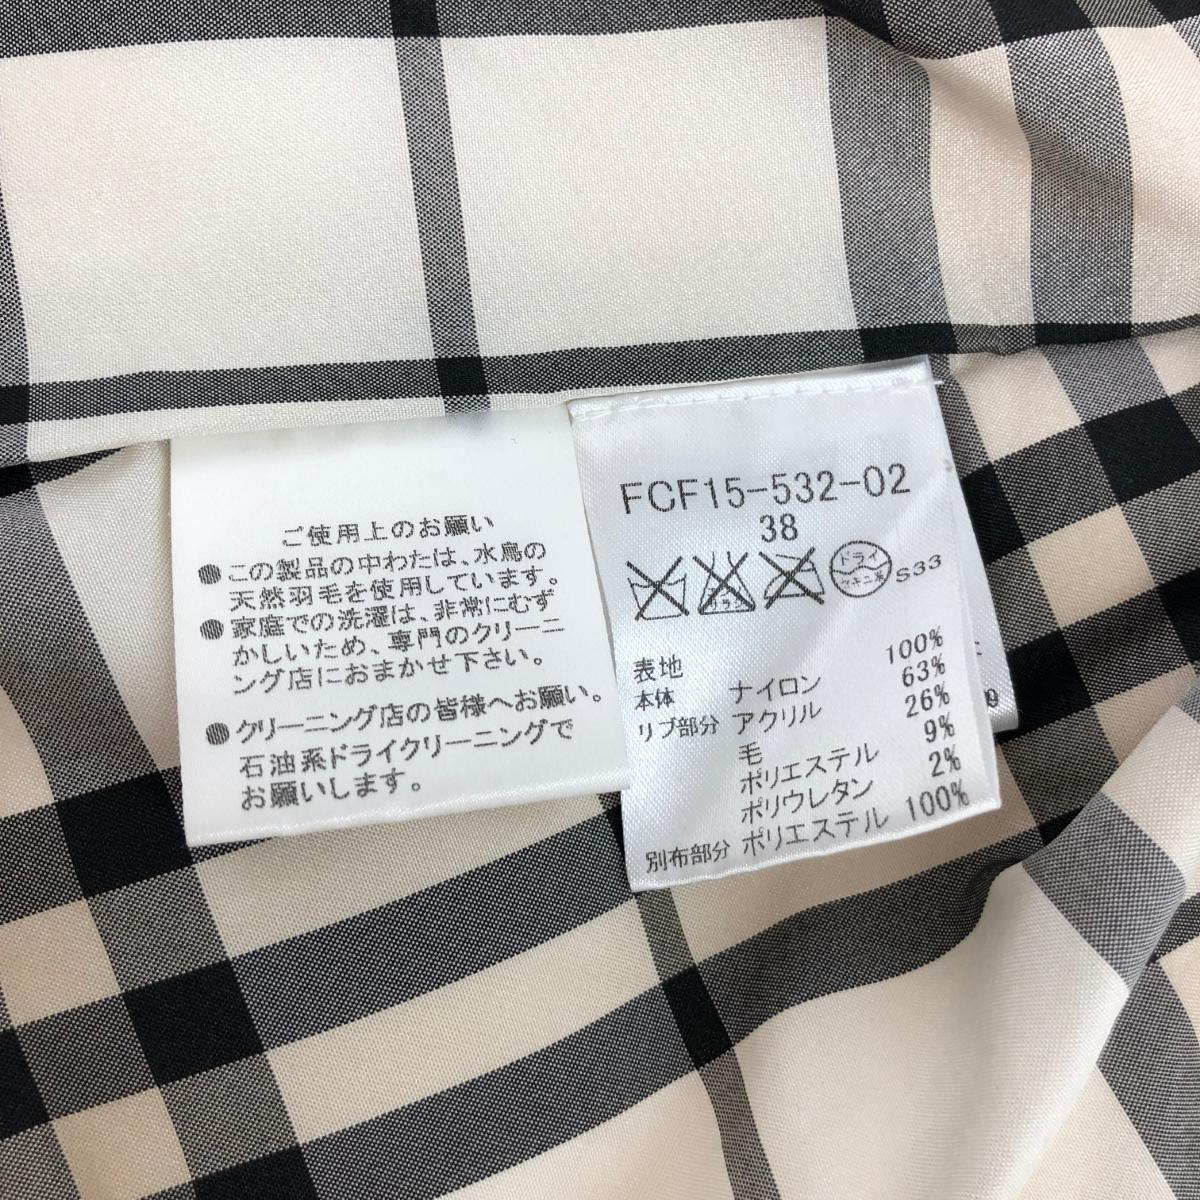 ご使用上のお願い
●この製品の中わたは、水鳥の
天然羽毛を使用しています。
●家庭での洗濯は、非常にむず
かしいため、専門のクリーニ
ング店におまかせ下さい。
●クリーニング店の皆様へお願い。
石油系ドライクリーニングで
お願いします。
FCF15-532-02
38
ドライ
セキユ系
S33
表地
本体 ナイロン 100%
リブ部分 アクリル 63%
毛 26%
ポリエステル 9%
ポリウレタン 2%
別布部分 ポリエステル 100%